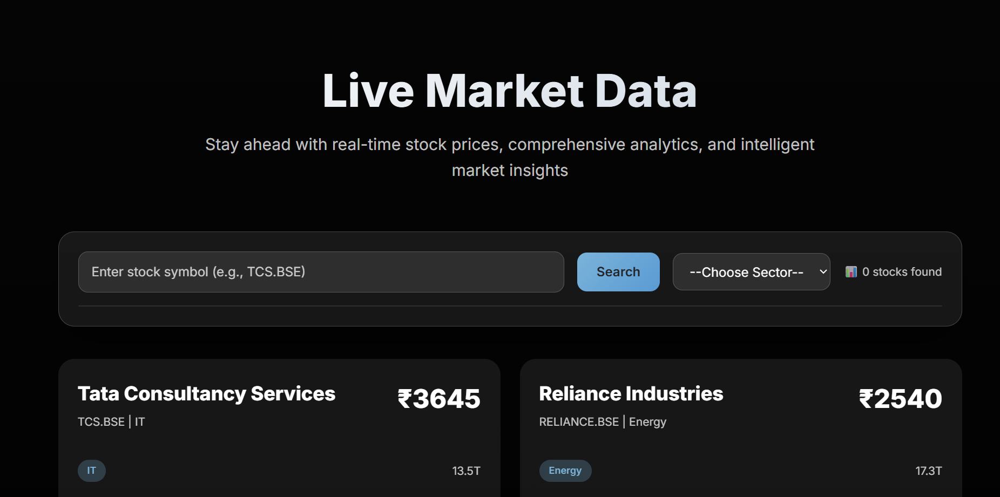 Live Market Data
Stay ahead with real-time stock prices, comprehensive analytics, and intelligent
market insights
Enter stock symbol (e.g., TCS.BSE)
Search
--Choose Sector--
0 stocks found
Tata Consultancy Services
₹3645
TCS.BSE | IT
IT
13.5T
Reliance Industries
₹2540
RELIANCE.BSE | Energy
Energy
17.3T